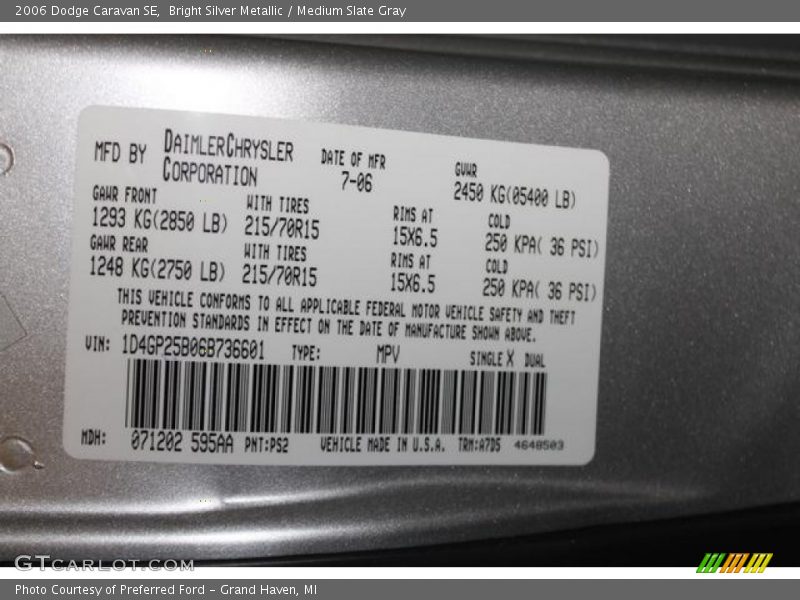 2006 Dodge Caravan SE,  Bright Silver Metallic / Medium Slate Gray
MFD BY DAIMLERCHRYSLER CORPORATION
DATE OF MFR 7-06
GVWR 2450 KG(05400 LB)
GAWR FRONT WITH TIRES RIMS AT COLD
1293 KG(2850 LB) 215/70R15 15X6.5 250 KPA( 36 PSI)
GAWR REAR WITH TIRES RIMS AT COLD
1248 KG(2750 LB) 215/70R15 15X6.5 250 KPA( 36 PSI)
THIS VEHICLE CONFORMS TO ALL APPLICABLE FEDERAL MOTOR VEHICLE SAFETY AND THEFT
PREVENTION STANDARDS IN EFFECT ON THE DATE OF MANUFACTURE SHOWN ABOVE.
VIN: 1D4GP25B06B736601 TYPE: MPV SINGLE X DUAL
MDH: 071202 595AA PNT:PS2 VEHICLE MADE IN U.S.A. TRM:A7D5 4648503
GTCARLOT.COM
Photo Courtesy of Preferred Ford – Grand Haven, MI